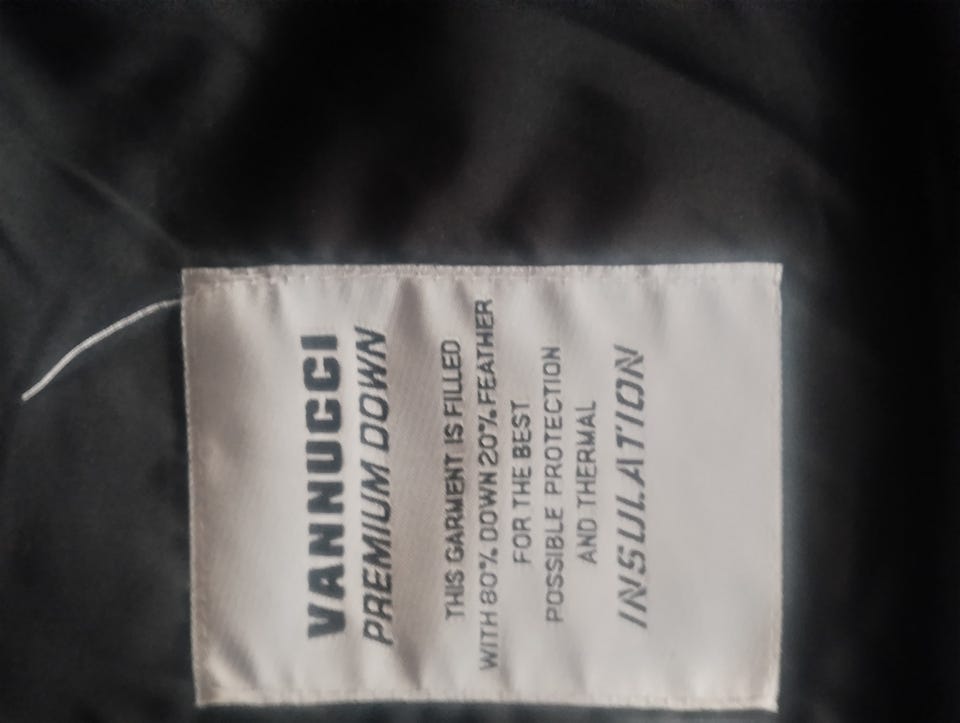 VANNUCCI
PREMIUM DOWN
THIS GARMENT IS FILLED
WITH 80% DOWN 20% FEATHER
FOR THE BEST
POSSIBLE PROTECTION
AND THERMAL
INSULATION